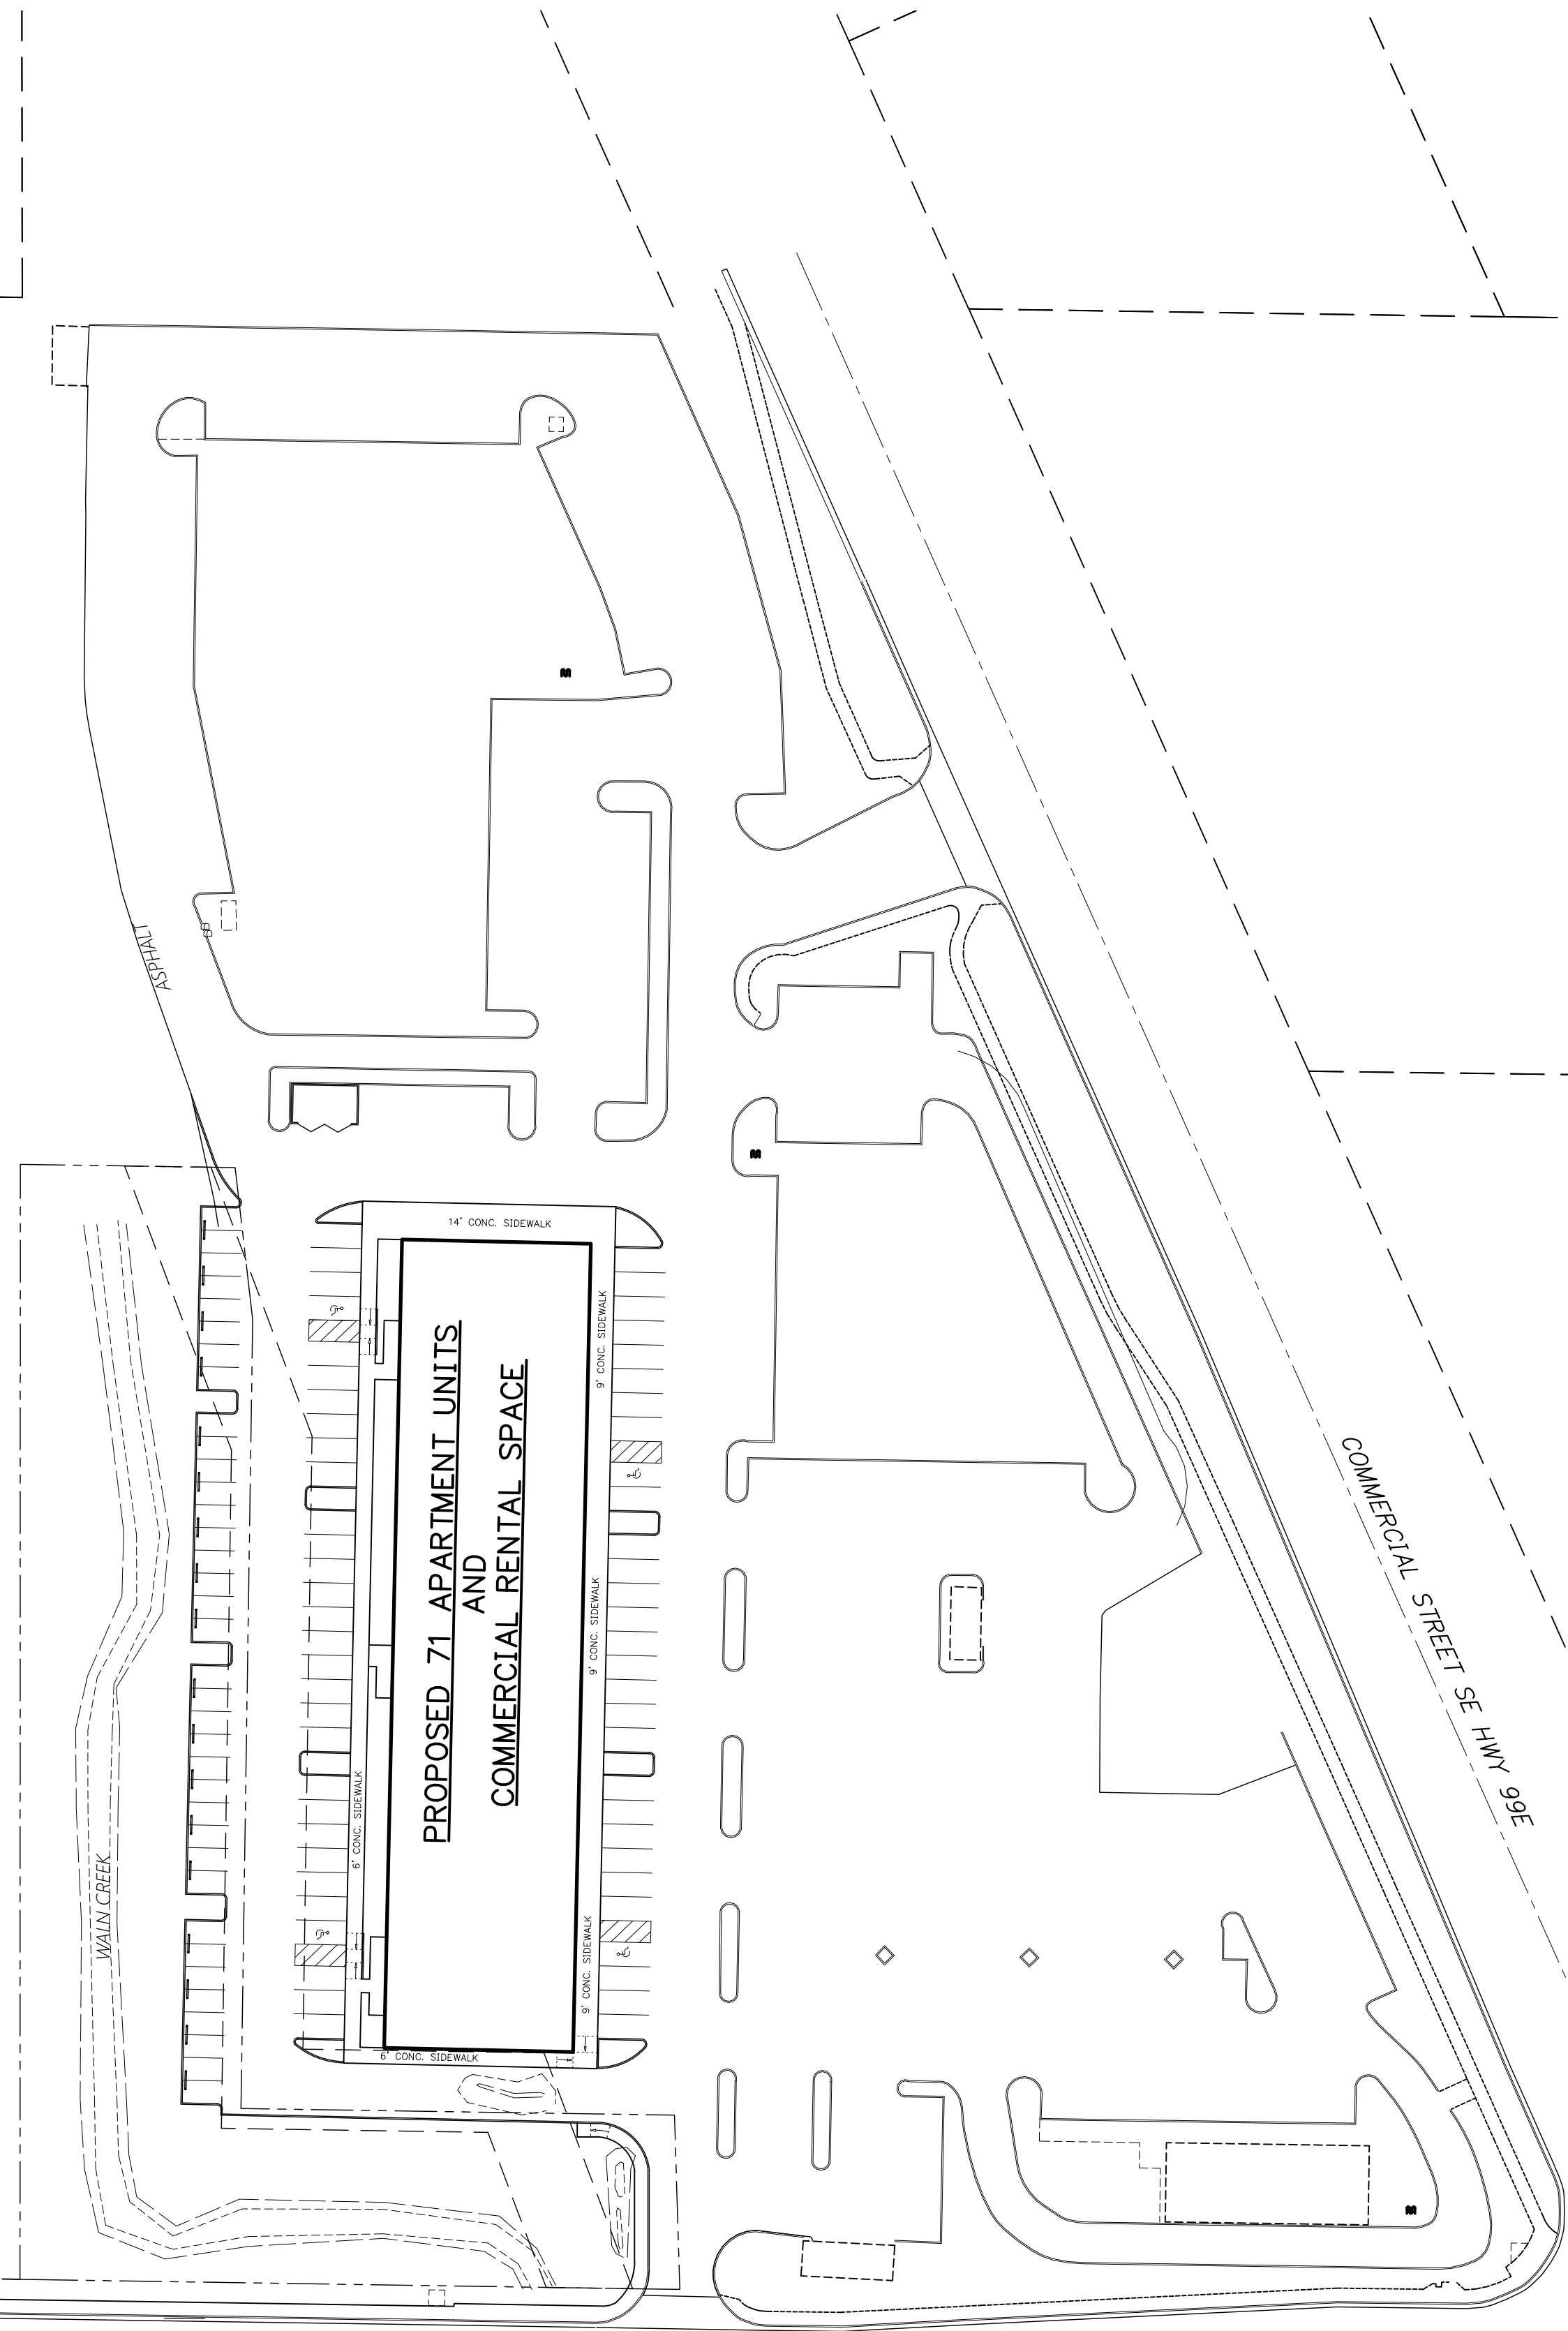 ASPHALT
14' CONC. SIDEWALK
9' CONC. SIDEWALK
PROPOSED 71 APARTMENT UNITS
AND
COMMERCIAL RENTAL SPACE
9' CONC. SIDEWALK
COMMERCIAL STREET SE HWY 99E
6' CONC. SIDEWALK
WALN CREEK
9' CONC. SIDEWALK
6' CONC. SIDEWALK